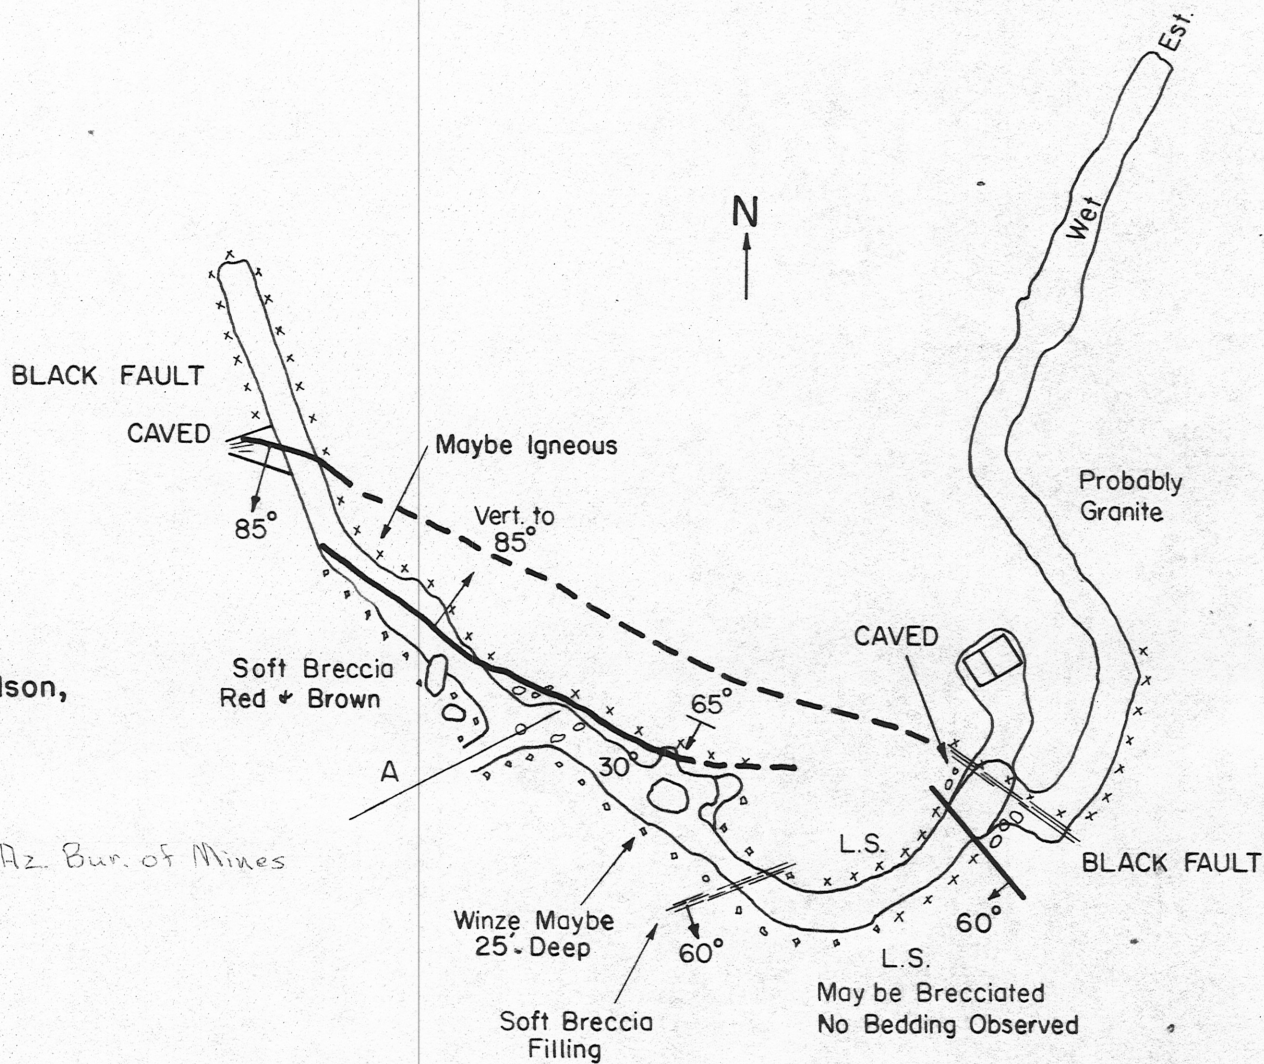 Est.
Wet
N
BLACK FAULT
CAVED
Maybe Igneous
85°
Vert. to
85°
Probably
Granite
CAVED
Soft Breccia
Red & Brown
lson,
65°
A
30°
L.S.
Az. Bur. of Mines
BLACK FAULT
Winze Maybe
25' Deep
60°
60°
L.S.
May be Brecciated
No Bedding Observed
Soft Breccia
Filling